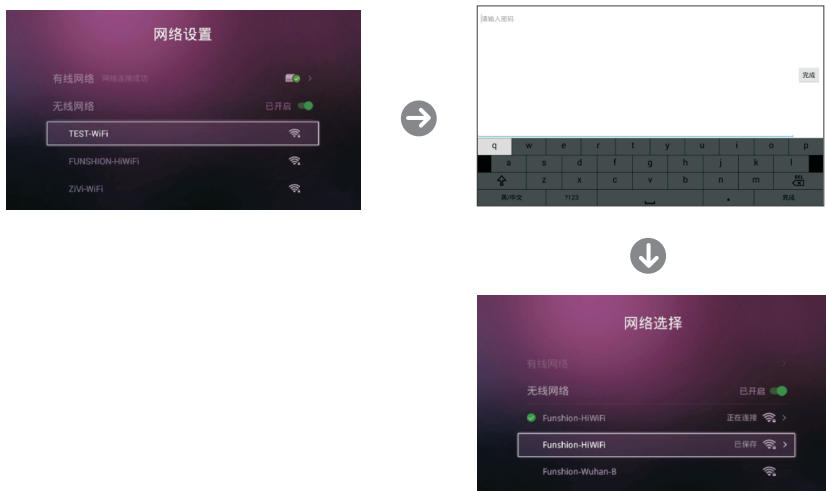 网络设置
有线网络 网络连接成功
无线网络 已开启
TEST-WiFi
FUNSHION-HiWiFi
ZiVi-WiFi
请输入密码
完成
q w e r t y u i o p
a s d f g h j k l
z x c v b n m DEL
英/中文 ?123 . 完成
网络选择
有线网络
无线网络 已开启
Funshion-HiWiFi 正在连接
Funshion-HiWiFi 已保存
Funshion-Wuhan-B